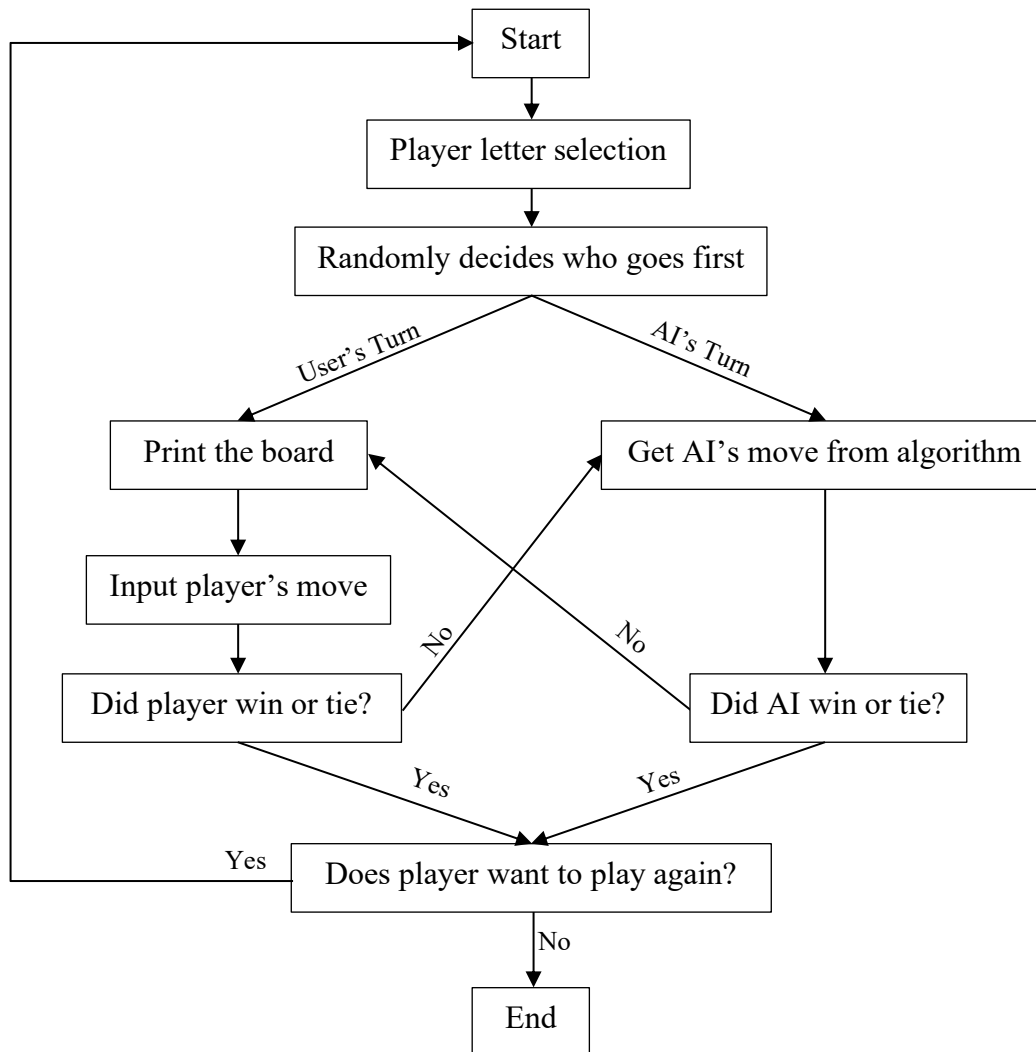 Start
Player letter selection
Randomly decides who goes first
User’s Turn
AI’s Turn
Print the board
Get AI’s move from algorithm
Input player’s move
No
No
Did player win or tie?
Did AI win or tie?
Yes
Yes
Yes
Does player want to play again?
No
End